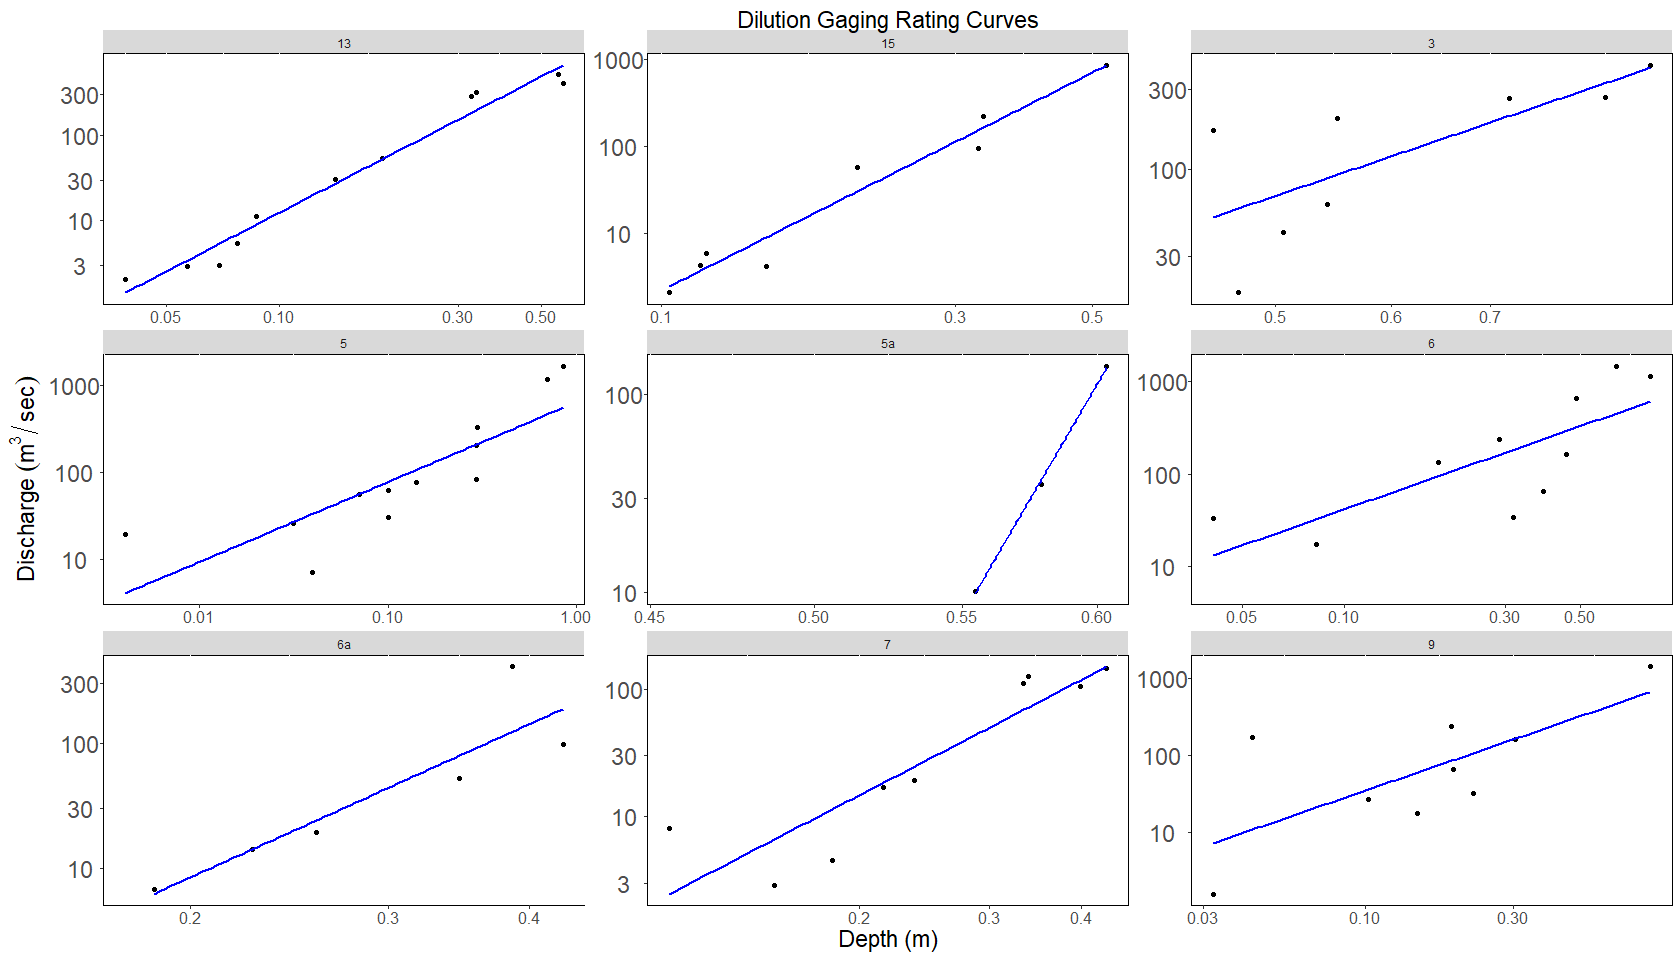 Dilution Gaging Rating Curves
13 15 3
300 100 30 10 3
0.05 0.10 0.30 0.50
1000 100 10
0.1 0.3 0.5
300 100 30
0.5 0.6 0.7
5 5a 6
1000 100 10
0.01 0.10 1.00
100 30 10
0.45 0.50 0.55 0.60
1000 100 10
0.05 0.10 0.30 0.50
6a 7 9
300 100 30 10
0.2 0.3 0.4
100 30 10 3
0.2 0.3 0.4
1000 100 10
0.03 0.10 0.30
Discharge (m³/sec)
Depth (m)